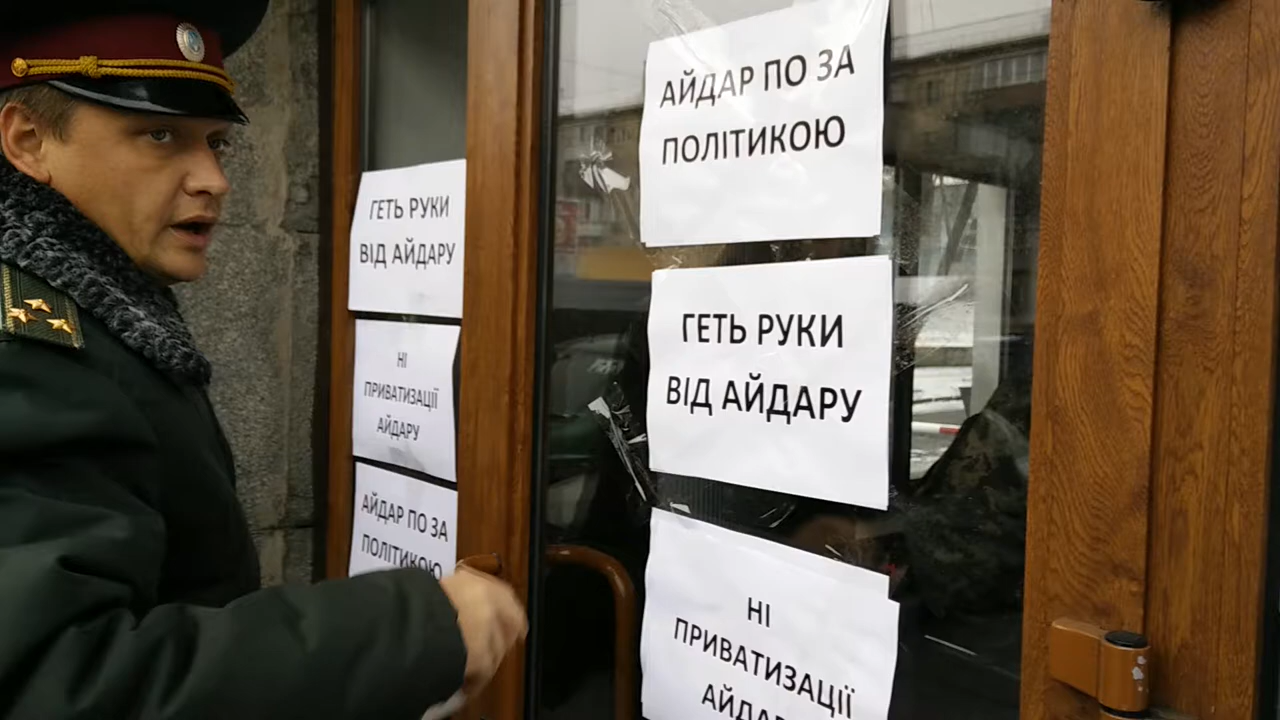 ГЕТЬ РУКИ
ВІД АЙДАРУ
НІ
ПРИВАТИЗАЦІЇ
АЙДАРУ
АЙДАР ПО ЗА
ПОЛІТИКОЮ
АЙДАР ПО ЗА
ПОЛІТИКОЮ
ГЕТЬ РУКИ
ВІД АЙДАРУ
НІ
ПРИВАТИЗАЦІЇ
АЙДАРУ